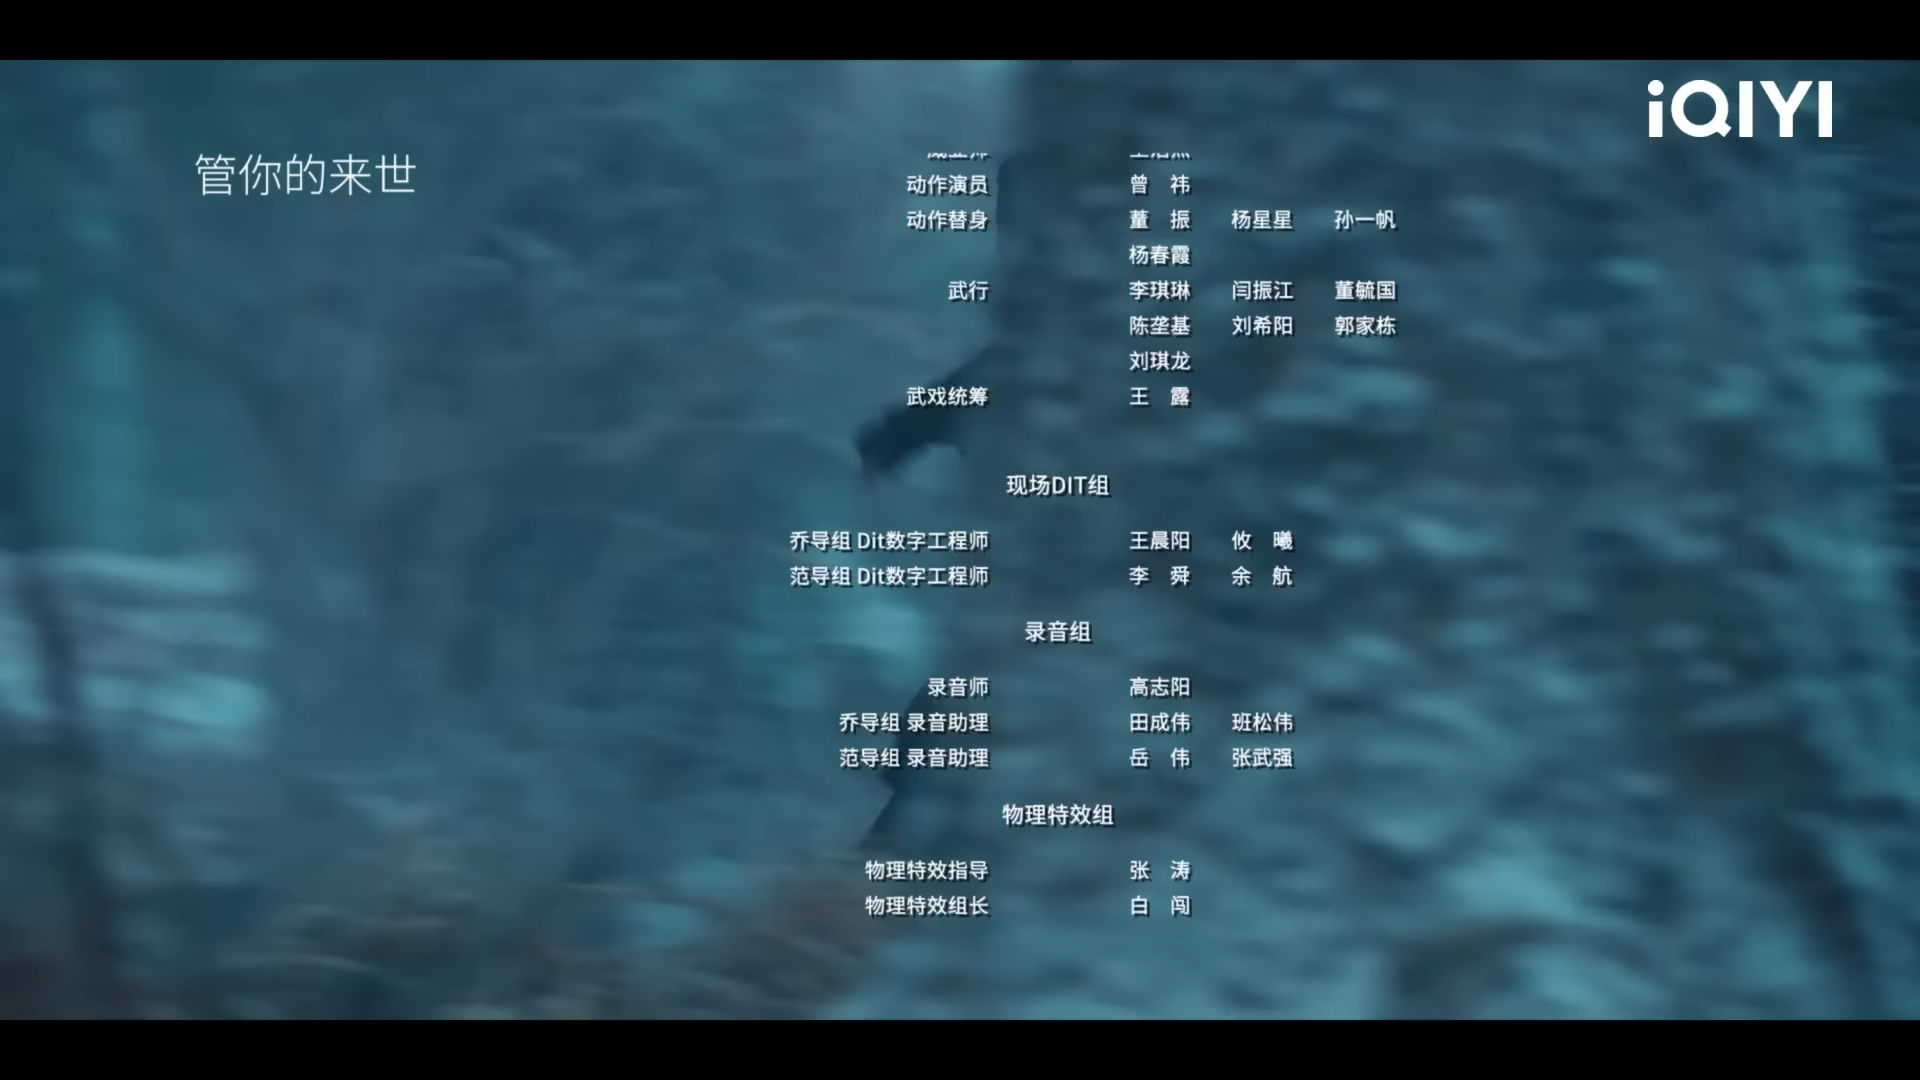 iQIYI
管你的来世
动作演员 曾 祎
动作替身 董 振 杨星星 孙一帆
杨春霞
武行 李琪琳 闫振江 董毓国
陈垄基 刘希阳 郭家栋
刘琪龙
武戏统筹 王 露
现场DIT组
乔导组 Dit数字工程师 王晨阳 攸 曦
范导组 Dit数字工程师 李 舜 余 航
录音组
录音师 高志阳
乔导组 录音助理 田成伟 班松伟
范导组 录音助理 岳 伟 张武强
物理特效组
物理特效指导 张 涛
物理特效组长 白 闯